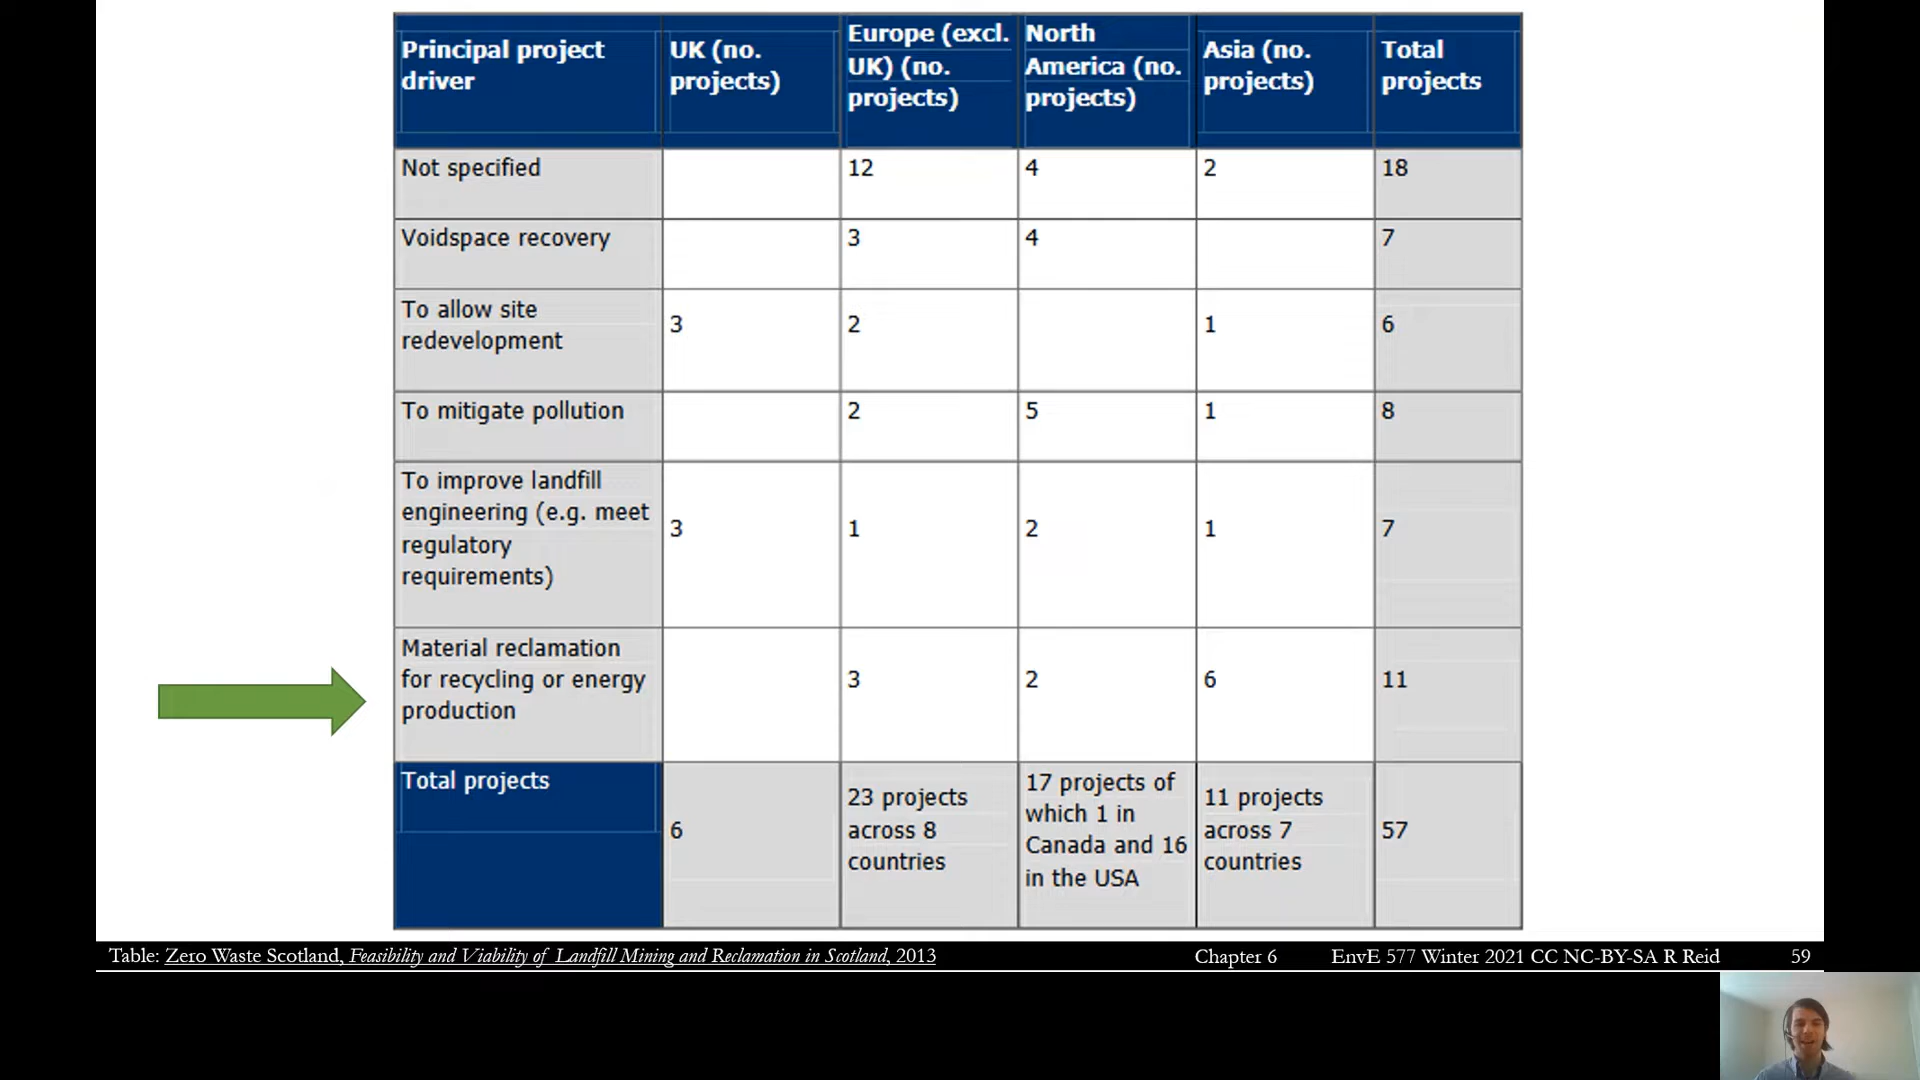 Principal project driver
UK (no. projects)
Europe (excl. UK) (no. projects)
North America (no. projects)
Asia (no. projects)
Total projects
Not specified
12
4
2
18
Voidspace recovery
3
4
7
To allow site redevelopment
3
2
1
6
To mitigate pollution
2
5
1
8
To improve landfill engineering (e.g. meet regulatory requirements)
3
1
2
1
7
Material reclamation for recycling or energy production
3
2
6
11
Total projects
6
23 projects across 8 countries
17 projects of which 1 in Canada and 16 in the USA
11 projects across 7 countries
57
Table: Zero Waste Scotland, Feasibility and Viability of Landfill Mining and Reclamation in Scotland, 2013
Chapter 6
EnvE 577 Winter 2021 CC NC-BY-SA R Reid
59